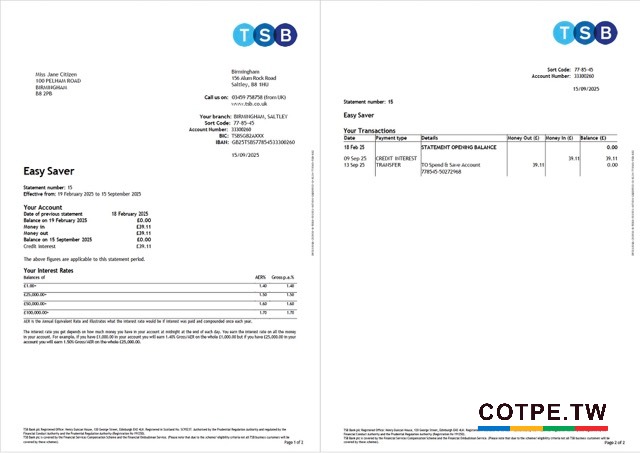 TSB
Miss Jane Citizen
100 PELHAM ROAD
BIRMINGHAM
B8 2PB
Birmingham
156 Alum Rock Road
Saltley, B8 1HU
Call us on: 03459 758758 (from UK)
www.tsb.co.uk
Your branch: BIRMINGHAM, SALTLEY
Sort Code: 77-85-45
Account Number: 33300260
BIC: TSBSGB2AXXX
IBAN: GB25TSBS77854533300260
15/09/2025
Easy Saver
Statement number: 15
Effective from: 19 February 2025 to 15 September 2025
Your Account
Date of previous statement 18 February 2025
Balance on 19 February 2025 £0.00
Money in £39.11
Money out £39.11
Balance on 15 September 2025 £0.00
Credit interest £39.11
The above figures are applicable to this statement period.
Your Interest Rates
Balances of AER% Gross p.a.%
£1.00+ 1.40 1.40
£25,000.00+ 1.50 1.50
£50,000.00+ 1.60 1.60
£100,000.00+ 1.70 1.70
AER is the Annual Equivalent Rate and illustrates what the interest rate would be if interest was paid and compounded once each year.
The interest rate you get depends on how much money you have in your account at midnight at the end of each day. You earn the interest rate on all the money
in your account. For example, if you have £1,000.00 in your account you will earn 1.40% Gross/AER on the whole £1,000.00 but if you have £25,000.00 in your
account you will earn 1.50% Gross/AER on the whole £25,000.00.
Page 1 of 2
TSB
Sort Code: 77-85-45
Account Number: 33300260
15/09/2025
Statement number: 15
Easy Saver
Your Transactions
Date Payment type Details Money Out (£) Money In (£) Balance (£)
18 Feb 25 STATEMENT OPENING BALANCE 0.00
09 Sep 25 CREDIT INTEREST 39.11 39.11
13 Sep 25 TRANSFER TO Spend & Save Account 39.11 0.00
778545-50272968
COTPE.TW
Page 2 of 2